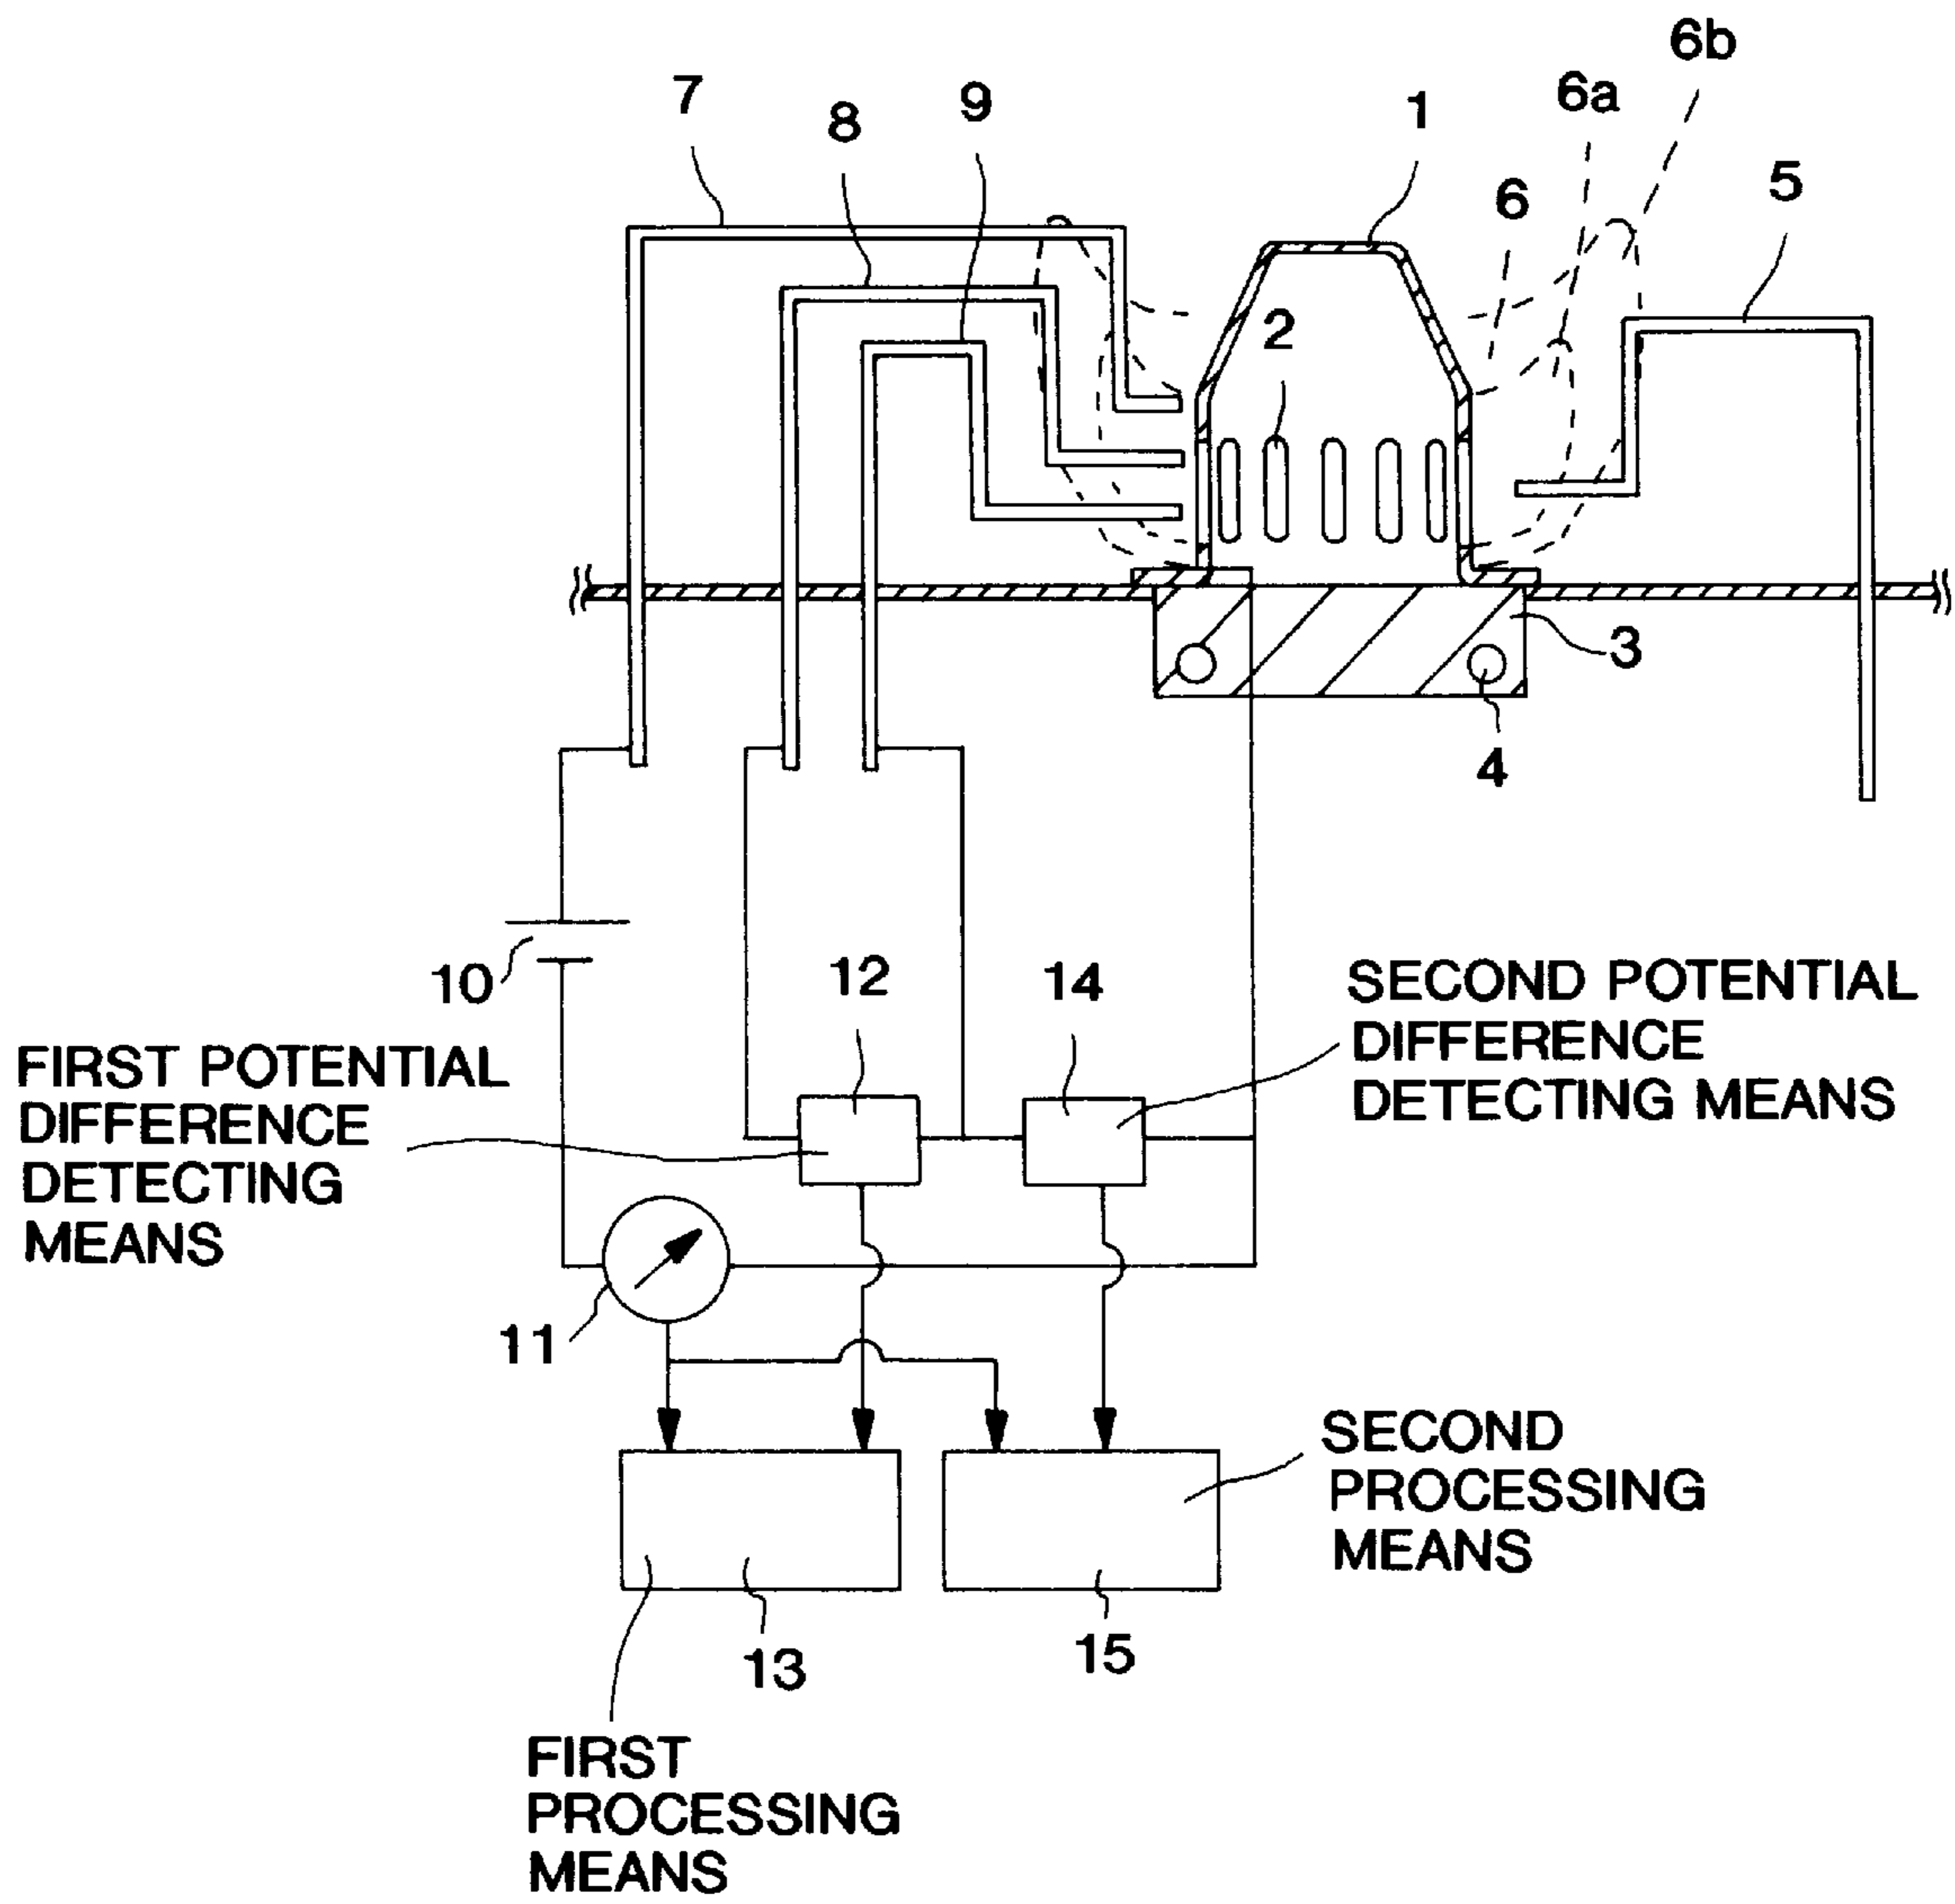 6b
6a
7
9
1
8
5
6
2
3
4
12
14
10
SECOND POTENTIAL
DIFFERENCE
DETECTING MEANS
FIRST POTENTIAL
DIFFERENCE
DETECTING
MEANS
11
SECOND
PROCESSING
MEANS
13
15
FIRST
PROCESSING
MEANS